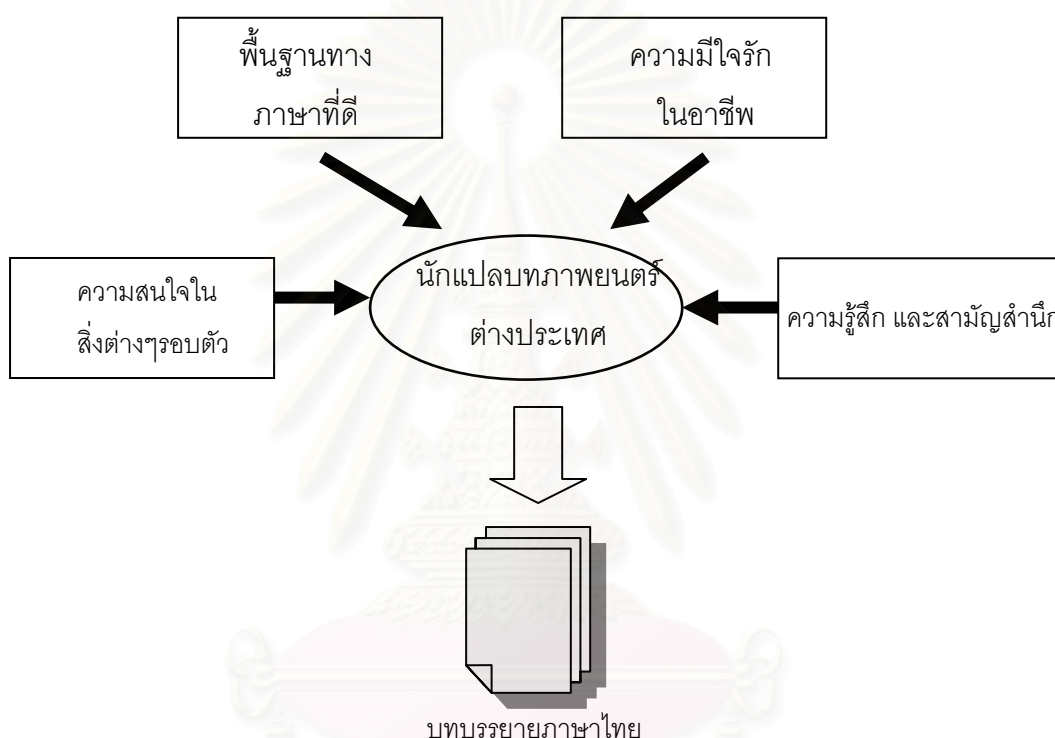 พื้นฐานทาง
ภาษาที่ดี
ความมีใจรัก
ในอาชีพ
ความสนใจใน
สิ่งต่างๆรอบตัว
นักแปลบทภาพยนตร์
ต่างประเทศ
ความรู้สึก และสามัญสำนึก
บทบรรยายภาษาไทย